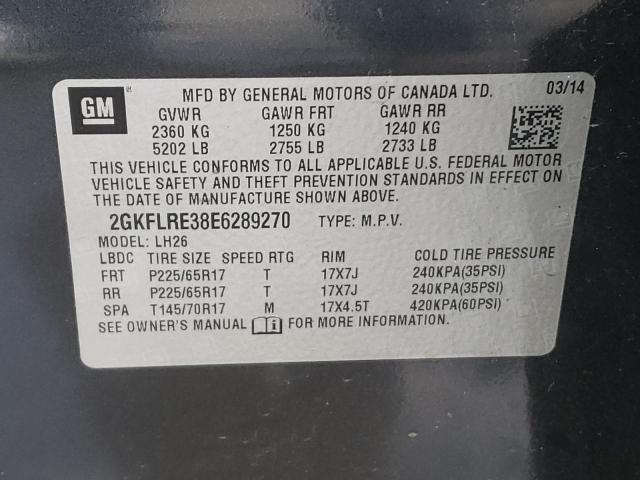 GM
MFD BY GENERAL MOTORS OF CANADA LTD. 03/14
GVWR GAWR FRT GAWR RR
2360 KG 1250 KG 1240 KG
5202 LB 2755 LB 2733 LB
THIS VEHICLE CONFORMS TO ALL APPLICABLE U.S. FEDERAL MOTOR
VEHICLE SAFETY AND THEFT PREVENTION STANDARDS IN EFFECT ON
THE DATE OF MANUFACTURE SHOWN ABOVE.
2GKFLRE38E6289270 TYPE: M.P.V.
MODEL: LH26
LBDC TIRE SIZE SPEED RTG RIM COLD TIRE PRESSURE
FRT P225/65R17 T 17X7J 240KPA(35PSI)
RR P225/65R17 T 17X7J 240KPA(35PSI)
SPA T145/70R17 M 17X4.5T 420KPA(60PSI)
SEE OWNER'S MANUAL FOR MORE INFORMATION.